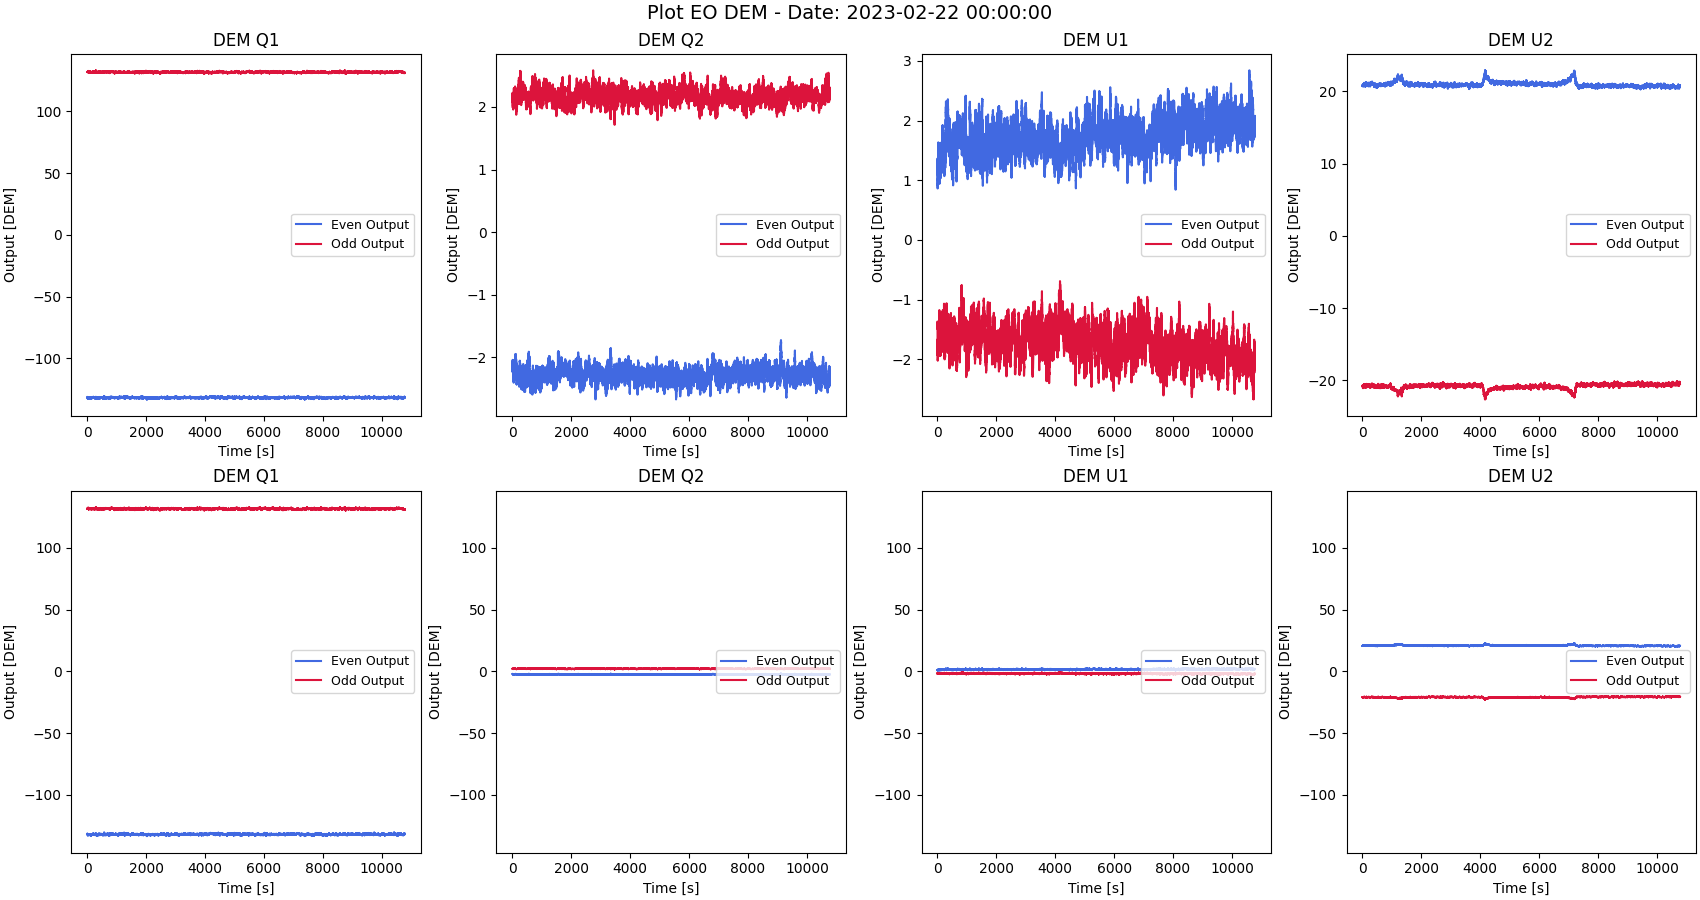 Plot EO DEM - Date: 2023-02-22 00:00:00
DEM Q1
DEM Q2
DEM U1
DEM U2
Output [DEM]
100
50
0
−50
−100
Even Output
Odd Output
0 2000 4000 6000 8000 10000
Time [s]
Output [DEM]
2
1
0
−1
−2
Even Output
Odd Output
0 2000 4000 6000 8000 10000
Time [s]
Output [DEM]
3
2
1
0
−1
−2
Even Output
Odd Output
0 2000 4000 6000 8000 10000
Time [s]
Output [DEM]
20
10
0
−10
−20
Even Output
Odd Output
0 2000 4000 6000 8000 10000
Time [s]
DEM Q1
DEM Q2
DEM U1
DEM U2
Output [DEM]
100
50
0
−50
−100
Even Output
Odd Output
0 2000 4000 6000 8000 10000
Time [s]
Output [DEM]
100
50
0
−50
−100
Even Output
Odd Output
0 2000 4000 6000 8000 10000
Time [s]
Output [DEM]
100
50
0
−50
−100
Even Output
Odd Output
0 2000 4000 6000 8000 10000
Time [s]
Output [DEM]
100
50
0
−50
−100
Even Output
Odd Output
0 2000 4000 6000 8000 10000
Time [s]